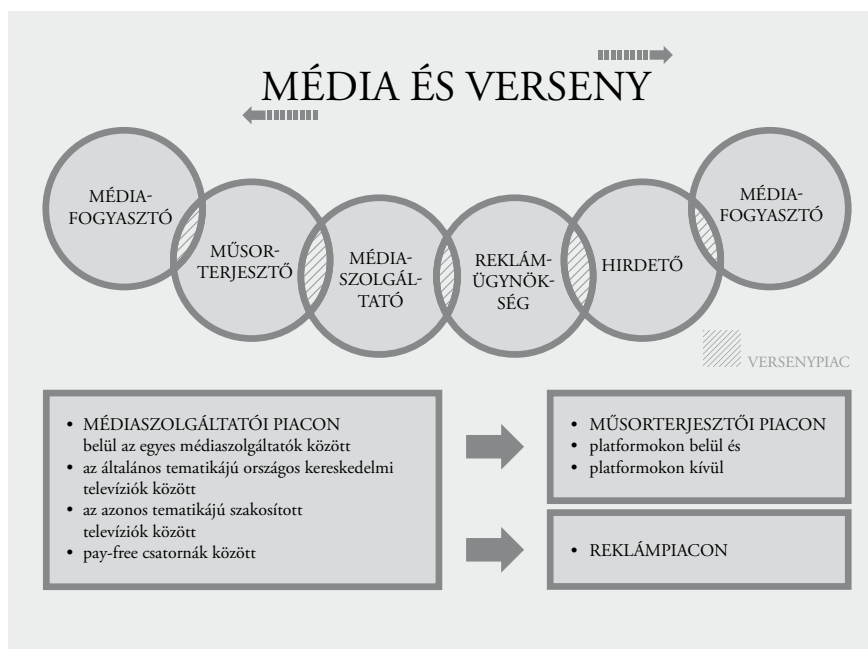 MÉDIA ÉS VERSENY
MÉDIA-
FOGYASZTÓ
MŰSOR-
TERJESZTŐ
MÉDIA-
SZOLGÁL-
TATÓ
REKLÁM-
ÜGYNÖK-
SÉG
HIRDETŐ
MÉDIA-
FOGYASZTÓ
VERSENYPIAC
• MÉDIASZOLGÁLTATÓI PIACON
belül az egyes médiaszolgáltatók között
• az általános tematikájú országos kereskedelmi
televíziók között
• az azonos tematikájú szakosított
televíziók között
• pay-free csatornák között
• MŰSORTERJESZTŐI PIACON
• platformokon belül és
• platformokon kívül
• REKLÁMPIACON